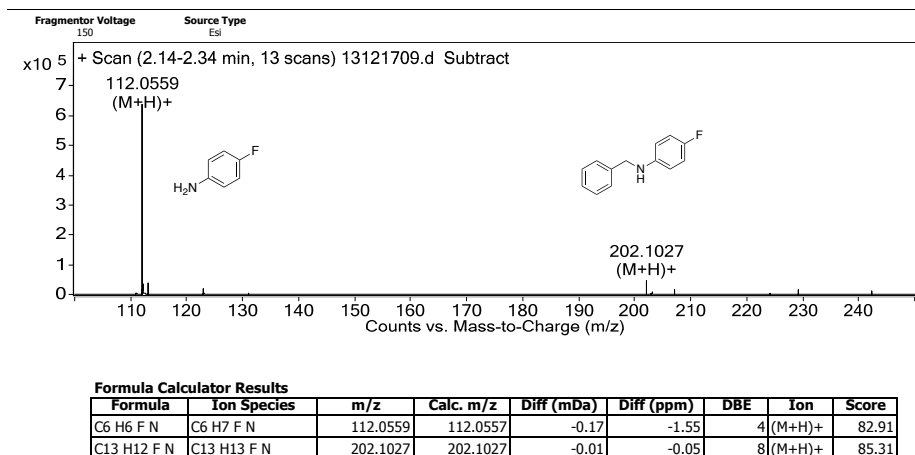 Fragmentor Voltage Source Type
150 Esi
x10 5
+ Scan (2.14-2.34 min, 13 scans) 13121709.d Subtract
7
112.0559
(M+H)+
6
5
4
3
2
1
0
F
H2N
F
N
H
202.1027
(M+H)+
110 120 130 140 150 160 170 180 190 200 210 220 230 240
Counts vs. Mass-to-Charge (m/z)
Formula Calculator Results
Formula Ion Species m/z Calc. m/z Diff (mDa) Diff (ppm) DBE Ion Score
C6 H6 F N C6 H7 F N 112.0559 112.0557 -0.17 -1.55 4 (M+H)+ 82.91
C13 H12 F N C13 H13 F N 202.1027 202.1027 -0.01 -0.05 8 (M+H)+ 85.31